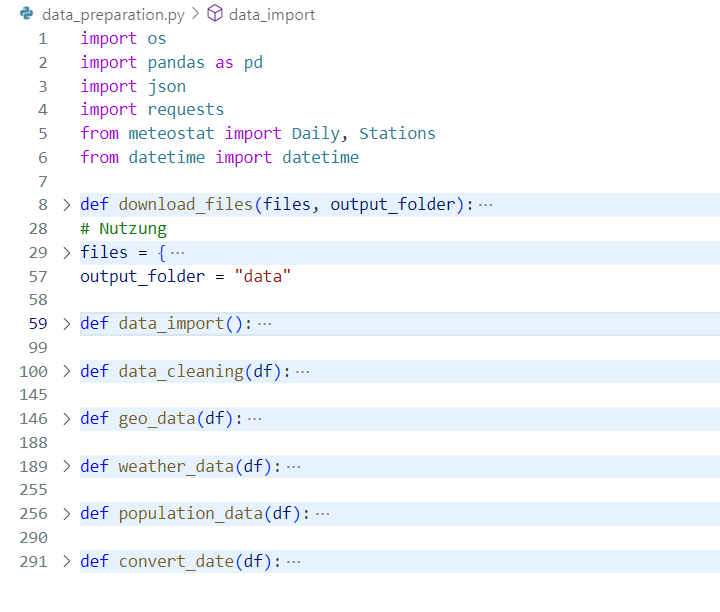 data_preparation.py > data_import
1 import os
2 import pandas as pd
3 import json
4 import requests
5 from meteostat import Daily, Stations
6 from datetime import datetime
7
8 > def download_files(files, output_folder): ···
28 # Nutzung
29 > files = { ···
57 output_folder = "data"
58
59 > def data_import(): ···
99
100 > def data_cleaning(df): ···
145
146 > def geo_data(df): ···
188
189 > def weather_data(df): ···
255
256 > def population_data(df): ···
290
291 > def convert_date(df): ···